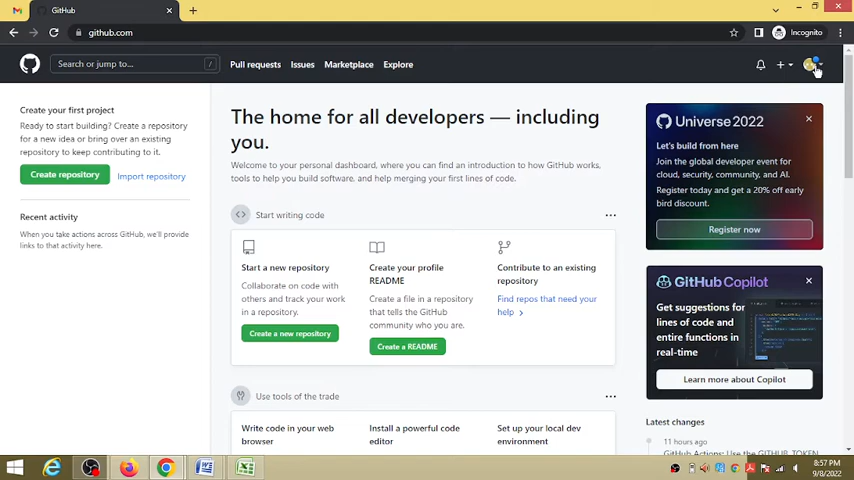 GitHub
github.com
Incognito
Search or jump to...
/
Pull requests Issues Marketplace Explore
Create your first project
Ready to start building? Create a repository
for a new idea or bring over an existing
repository to keep contributing to it.
Create repository
Import repository
Recent activity
When you take actions across GitHub, we'll provide
links to that activity here.
The home for all developers — including
you.
Welcome to your personal dashboard, where you can find an introduction to how GitHub works,
tools to help you build software, and help merging your first lines of code.
Start writing code
Start a new repository
Collaborate on code with
others and track your work
in a repository.
Create a new repository
Create your profile
README
Create a file in a repository
that tells the GitHub
community who you are.
Create a README
Contribute to an existing
repository
Find repos that need your
help
Use tools of the trade
Write code in your web
browser
Install a powerful code
editor
Set up your local dev
environment
Universe 2022
Let's build from here
Join the global developer event for
cloud, security, community, and AI.
Register today and get a 20% off early
bird discount.
Register now
GitHub Copilot
Get suggestions for
lines of code and
entire functions in
real-time
Learn more about Copilot
Latest changes
11 hours ago
GitHub Actions: Use the GITHUB_TOKEN
8:57 PM
9/8/2022